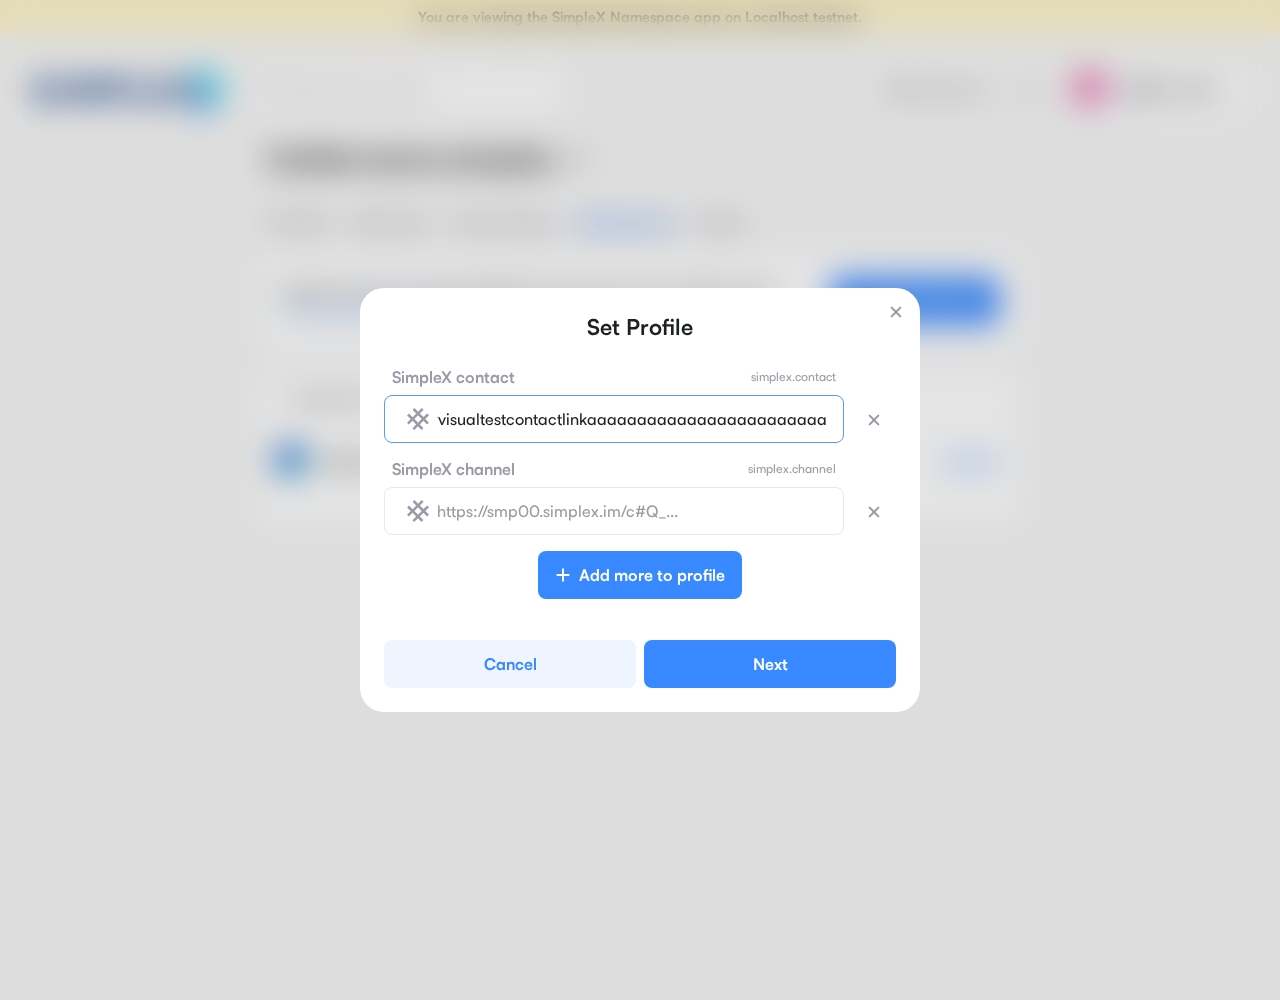 You are viewing the SimpleX Namespace app on Localhost testnet.
Set Profile
SimpleX contact
simplex.contact
visualtestcontactlinkaaaaaaaaaaaaaaaaaaaaaaaa
SimpleX channel
simplex.channel
https://smp00.simplex.im/c#Q_...
Add more to profile
Cancel
Next